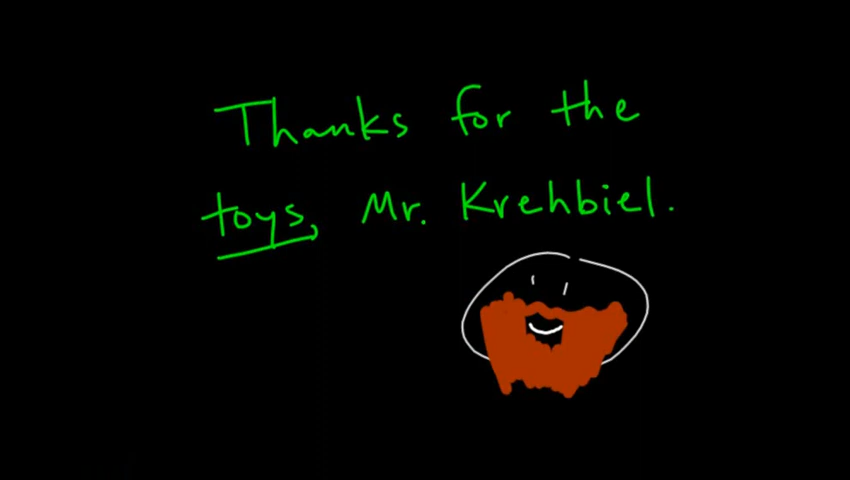 Thanks for the
toys, Mr. Krehbiel.